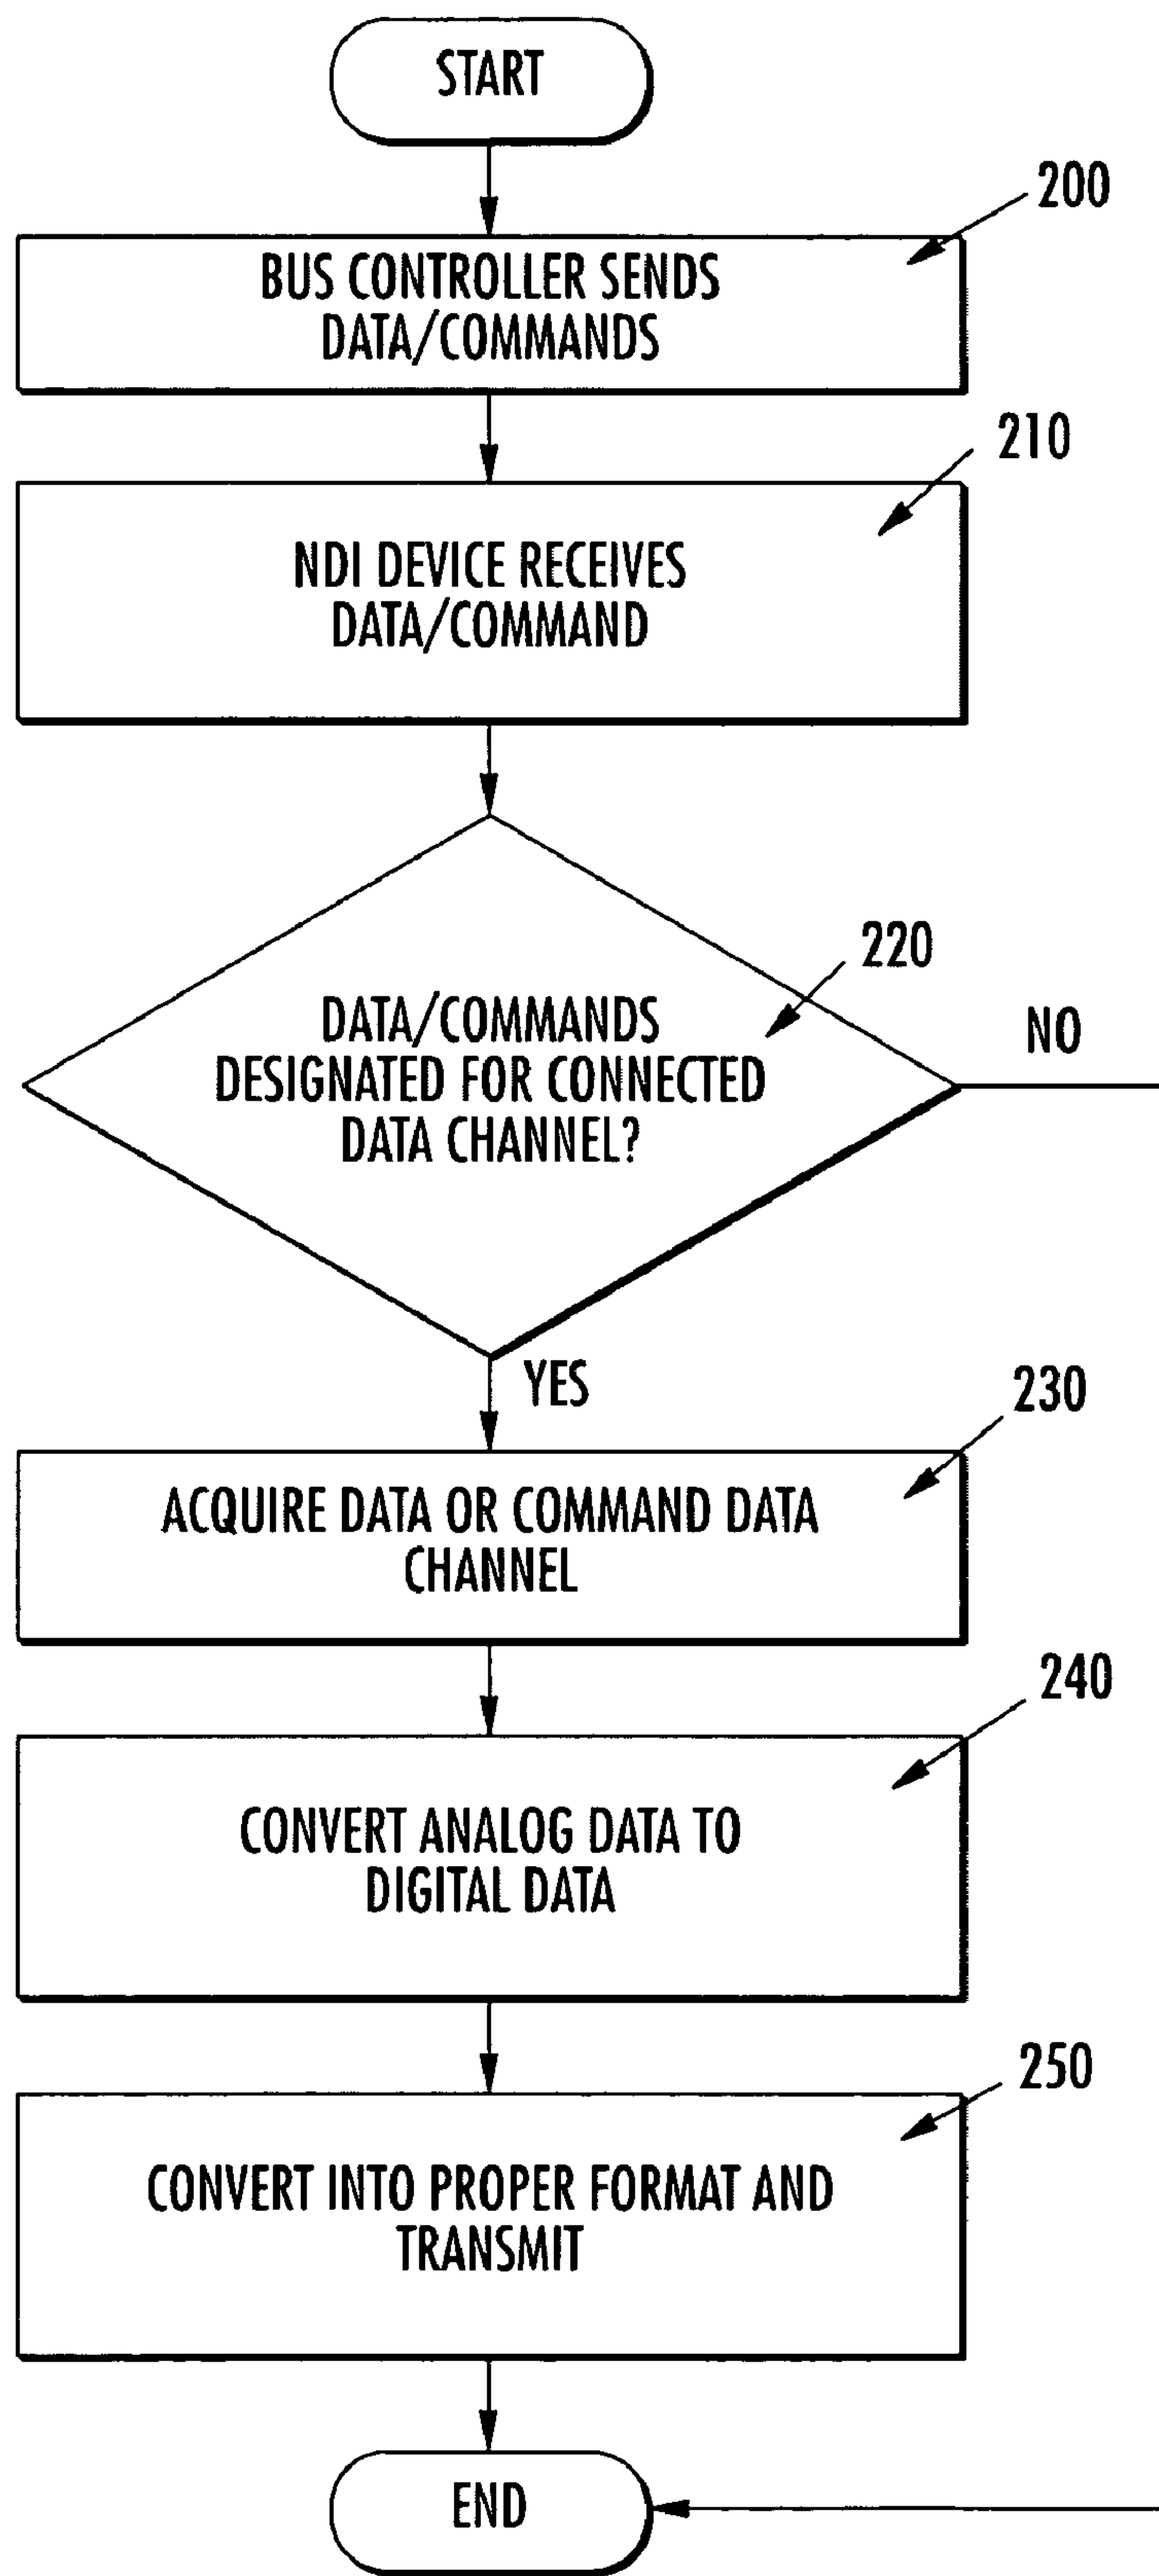 START
200
BUS CONTROLLER SENDS
DATA/COMMANDS
210
NDI DEVICE RECEIVES
DATA/COMMAND
220
DATA/COMMANDS
DESIGNATED FOR CONNECTED
DATA CHANNEL?
NO
YES
230
ACQUIRE DATA OR COMMAND DATA
CHANNEL
240
CONVERT ANALOG DATA TO
DIGITAL DATA
250
CONVERT INTO PROPER FORMAT AND
TRANSMIT
END